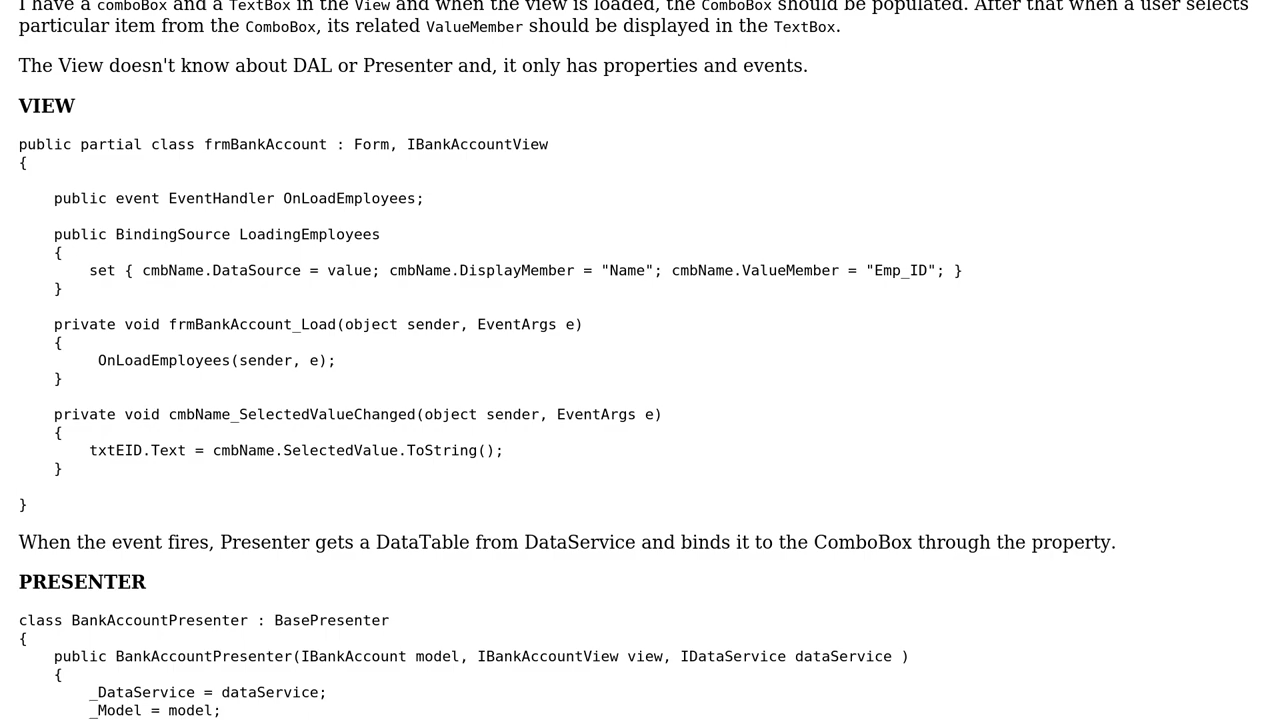 I have a comboBox and a TextBox in the View and when the view is loaded, the ComboBox should be populated. After that when a user selects
particular item from the ComboBox, its related ValueMember should be displayed in the TextBox.
The View doesn't know about DAL or Presenter and, it only has properties and events.
VIEW
public partial class frmBankAccount : Form, IBankAccountView
{
    public event EventHandler OnLoadEmployees;
    public BindingSource LoadingEmployees
    {
        set { cmbName.DataSource = value; cmbName.DisplayMember = "Name"; cmbName.ValueMember = "Emp_ID"; }
    }
    private void frmBankAccount_Load(object sender, EventArgs e)
    {
         OnLoadEmployees(sender, e);
    }
    private void cmbName_SelectedValueChanged(object sender, EventArgs e)
    {
        txtEID.Text = cmbName.SelectedValue.ToString();
    }
}
When the event fires, Presenter gets a DataTable from DataService and binds it to the ComboBox through the property.
PRESENTER
class BankAccountPresenter : BasePresenter
{
    public BankAccountPresenter(IBankAccount model, IBankAccountView view, IDataService dataService )
    {
        _DataService = dataService;
        _Model = model;